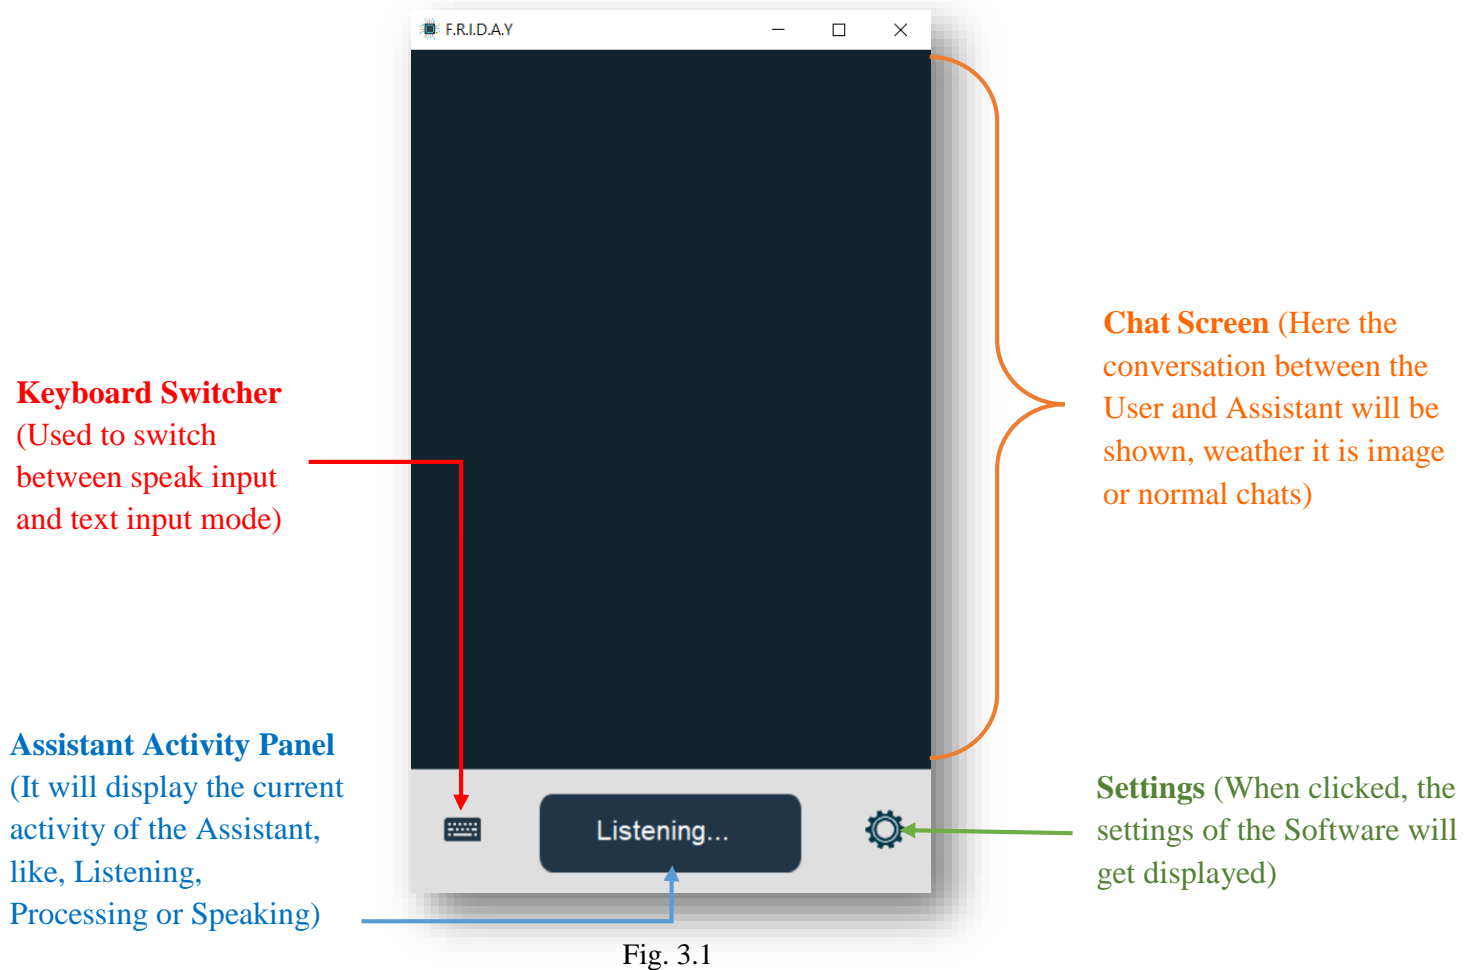 F.R.I.D.A.Y
Keyboard Switcher
(Used to switch
between speak input
and text input mode)
Assistant Activity Panel
(It will display the current
activity of the Assistant,
like, Listening,
Processing or Speaking)
Listening...
Chat Screen (Here the
conversation between the
User and Assistant will be
shown, weather it is image
or normal chats)
Settings (When clicked, the
settings of the Software will
get displayed)
Fig. 3.1